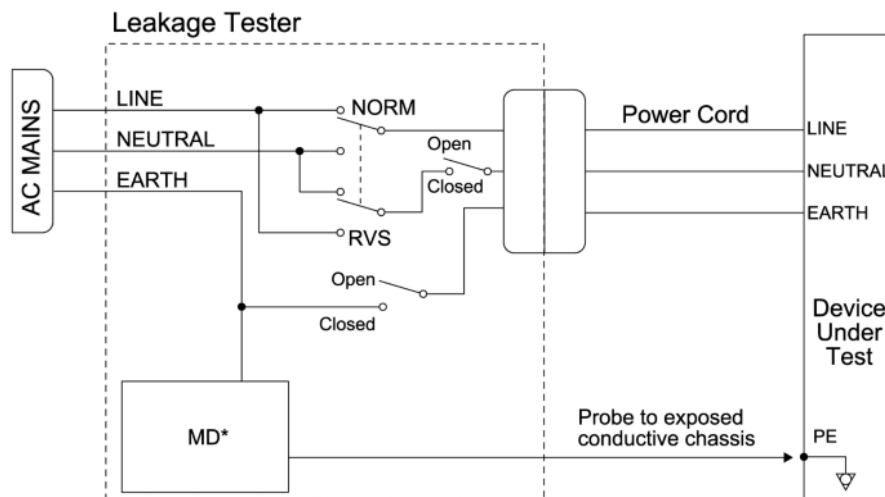 Leakage Tester
AC MAINS
LINE
NEUTRAL
EARTH
NORM
Open
Closed
RVS
Open
Closed
MD*
Power Cord
LINE
NEUTRAL
EARTH
Device
Under
Test
Probe to exposed
conductive chassis
PE